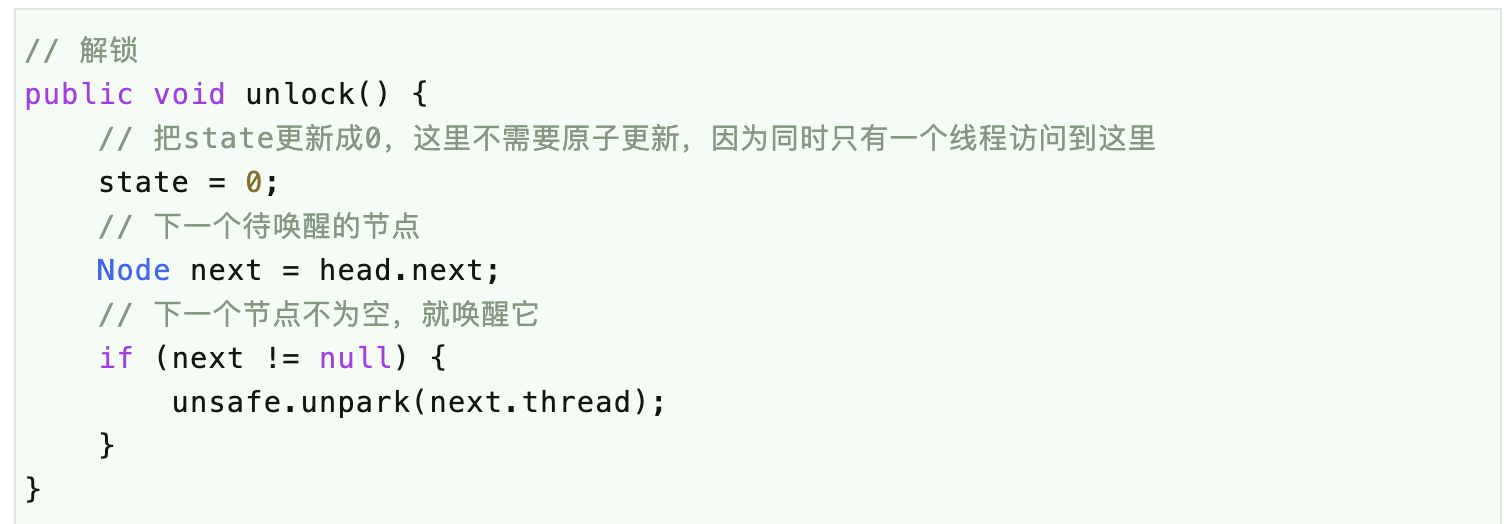 // 解锁
public void unlock() {
    // 把state更新成0，这里不需要原子更新，因为同时只有一个线程访问到这里
    state = 0;
    // 下一个待唤醒的节点
    Node next = head.next;
    // 下一个节点不为空，就唤醒它
    if (next != null) {
        unsafe.unpark(next.thread);
    }
}